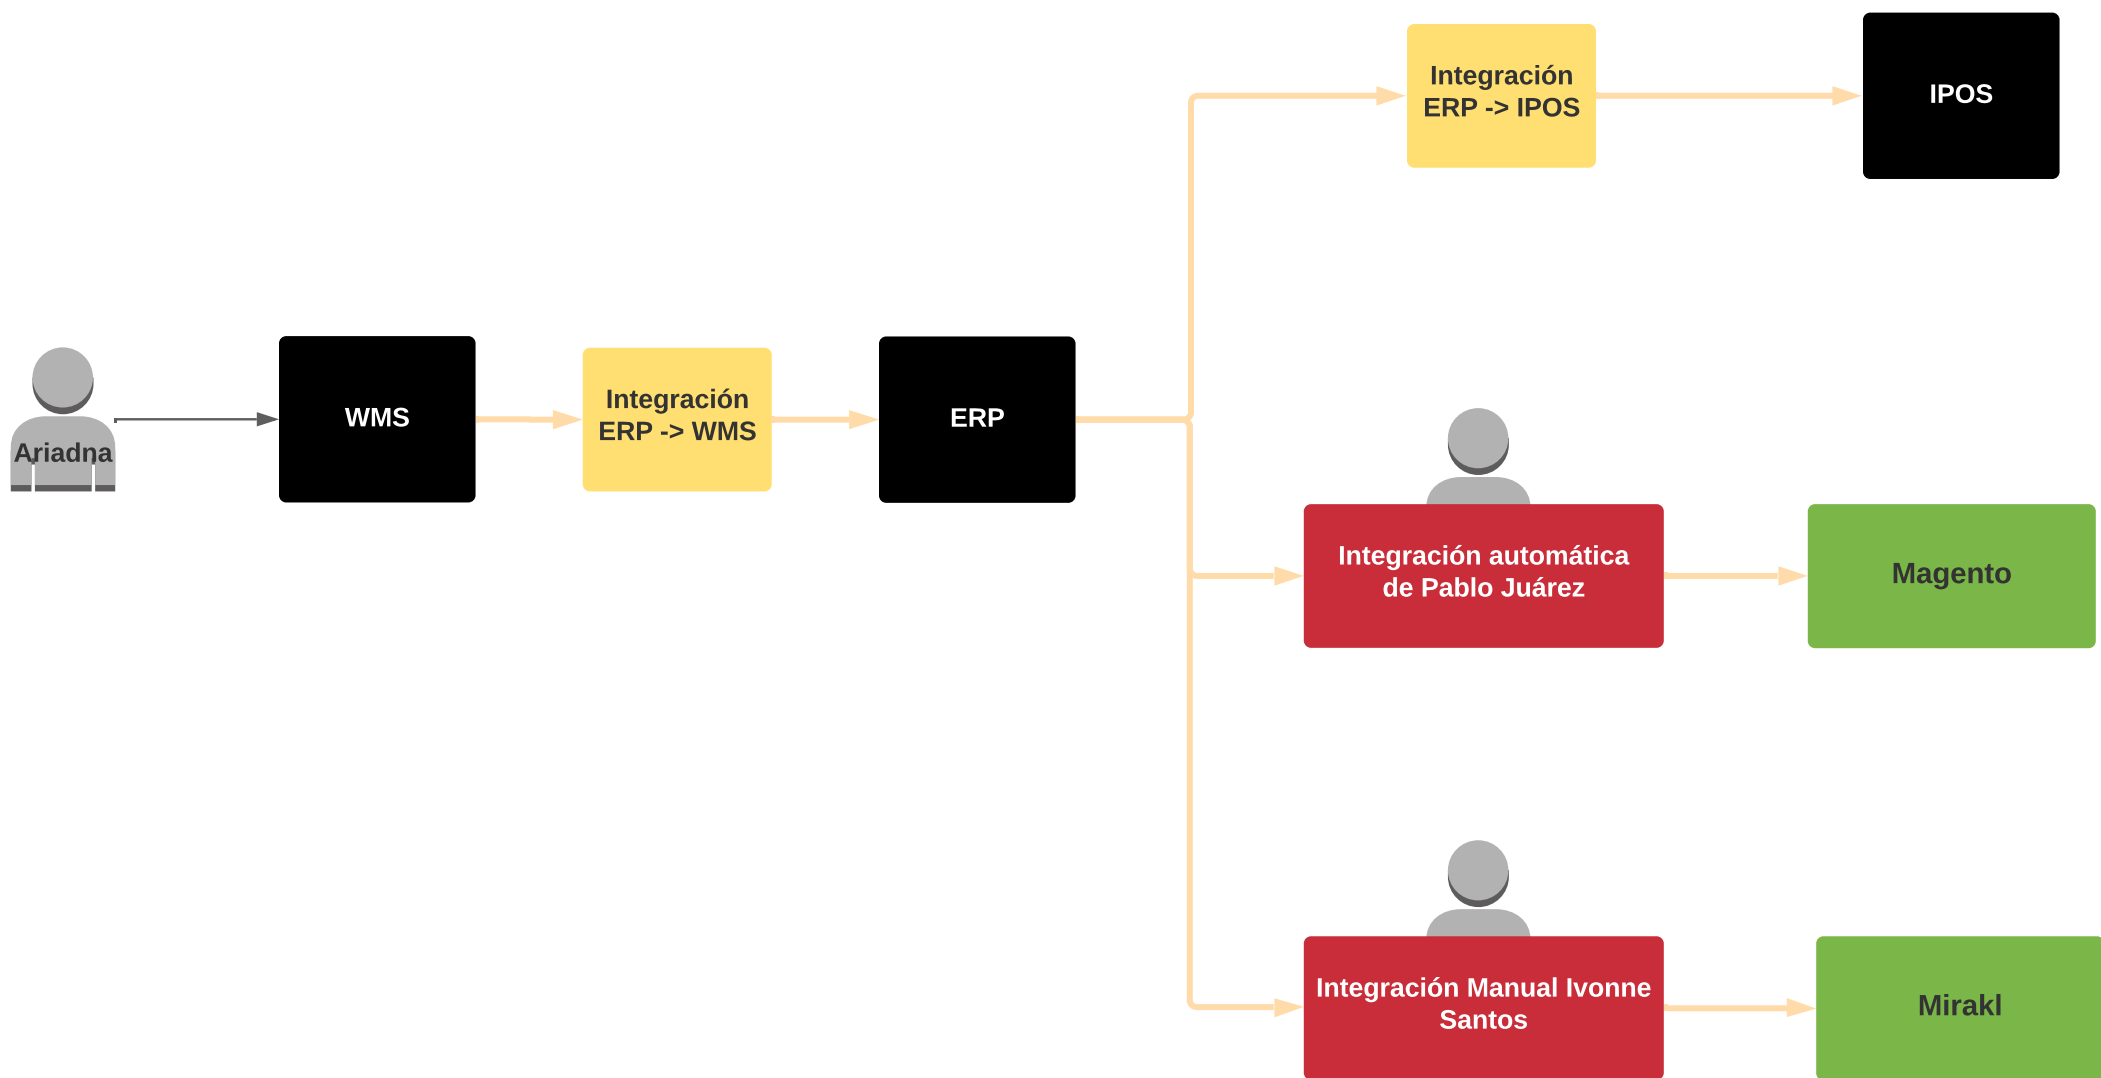 Integración
ERP -> IPOS
IPOS
Ariadna
WMS
Integración
ERP -> WMS
ERP
Integración automática
de Pablo Juárez
Magento
Integración Manual Ivonne
Santos
Mirakl